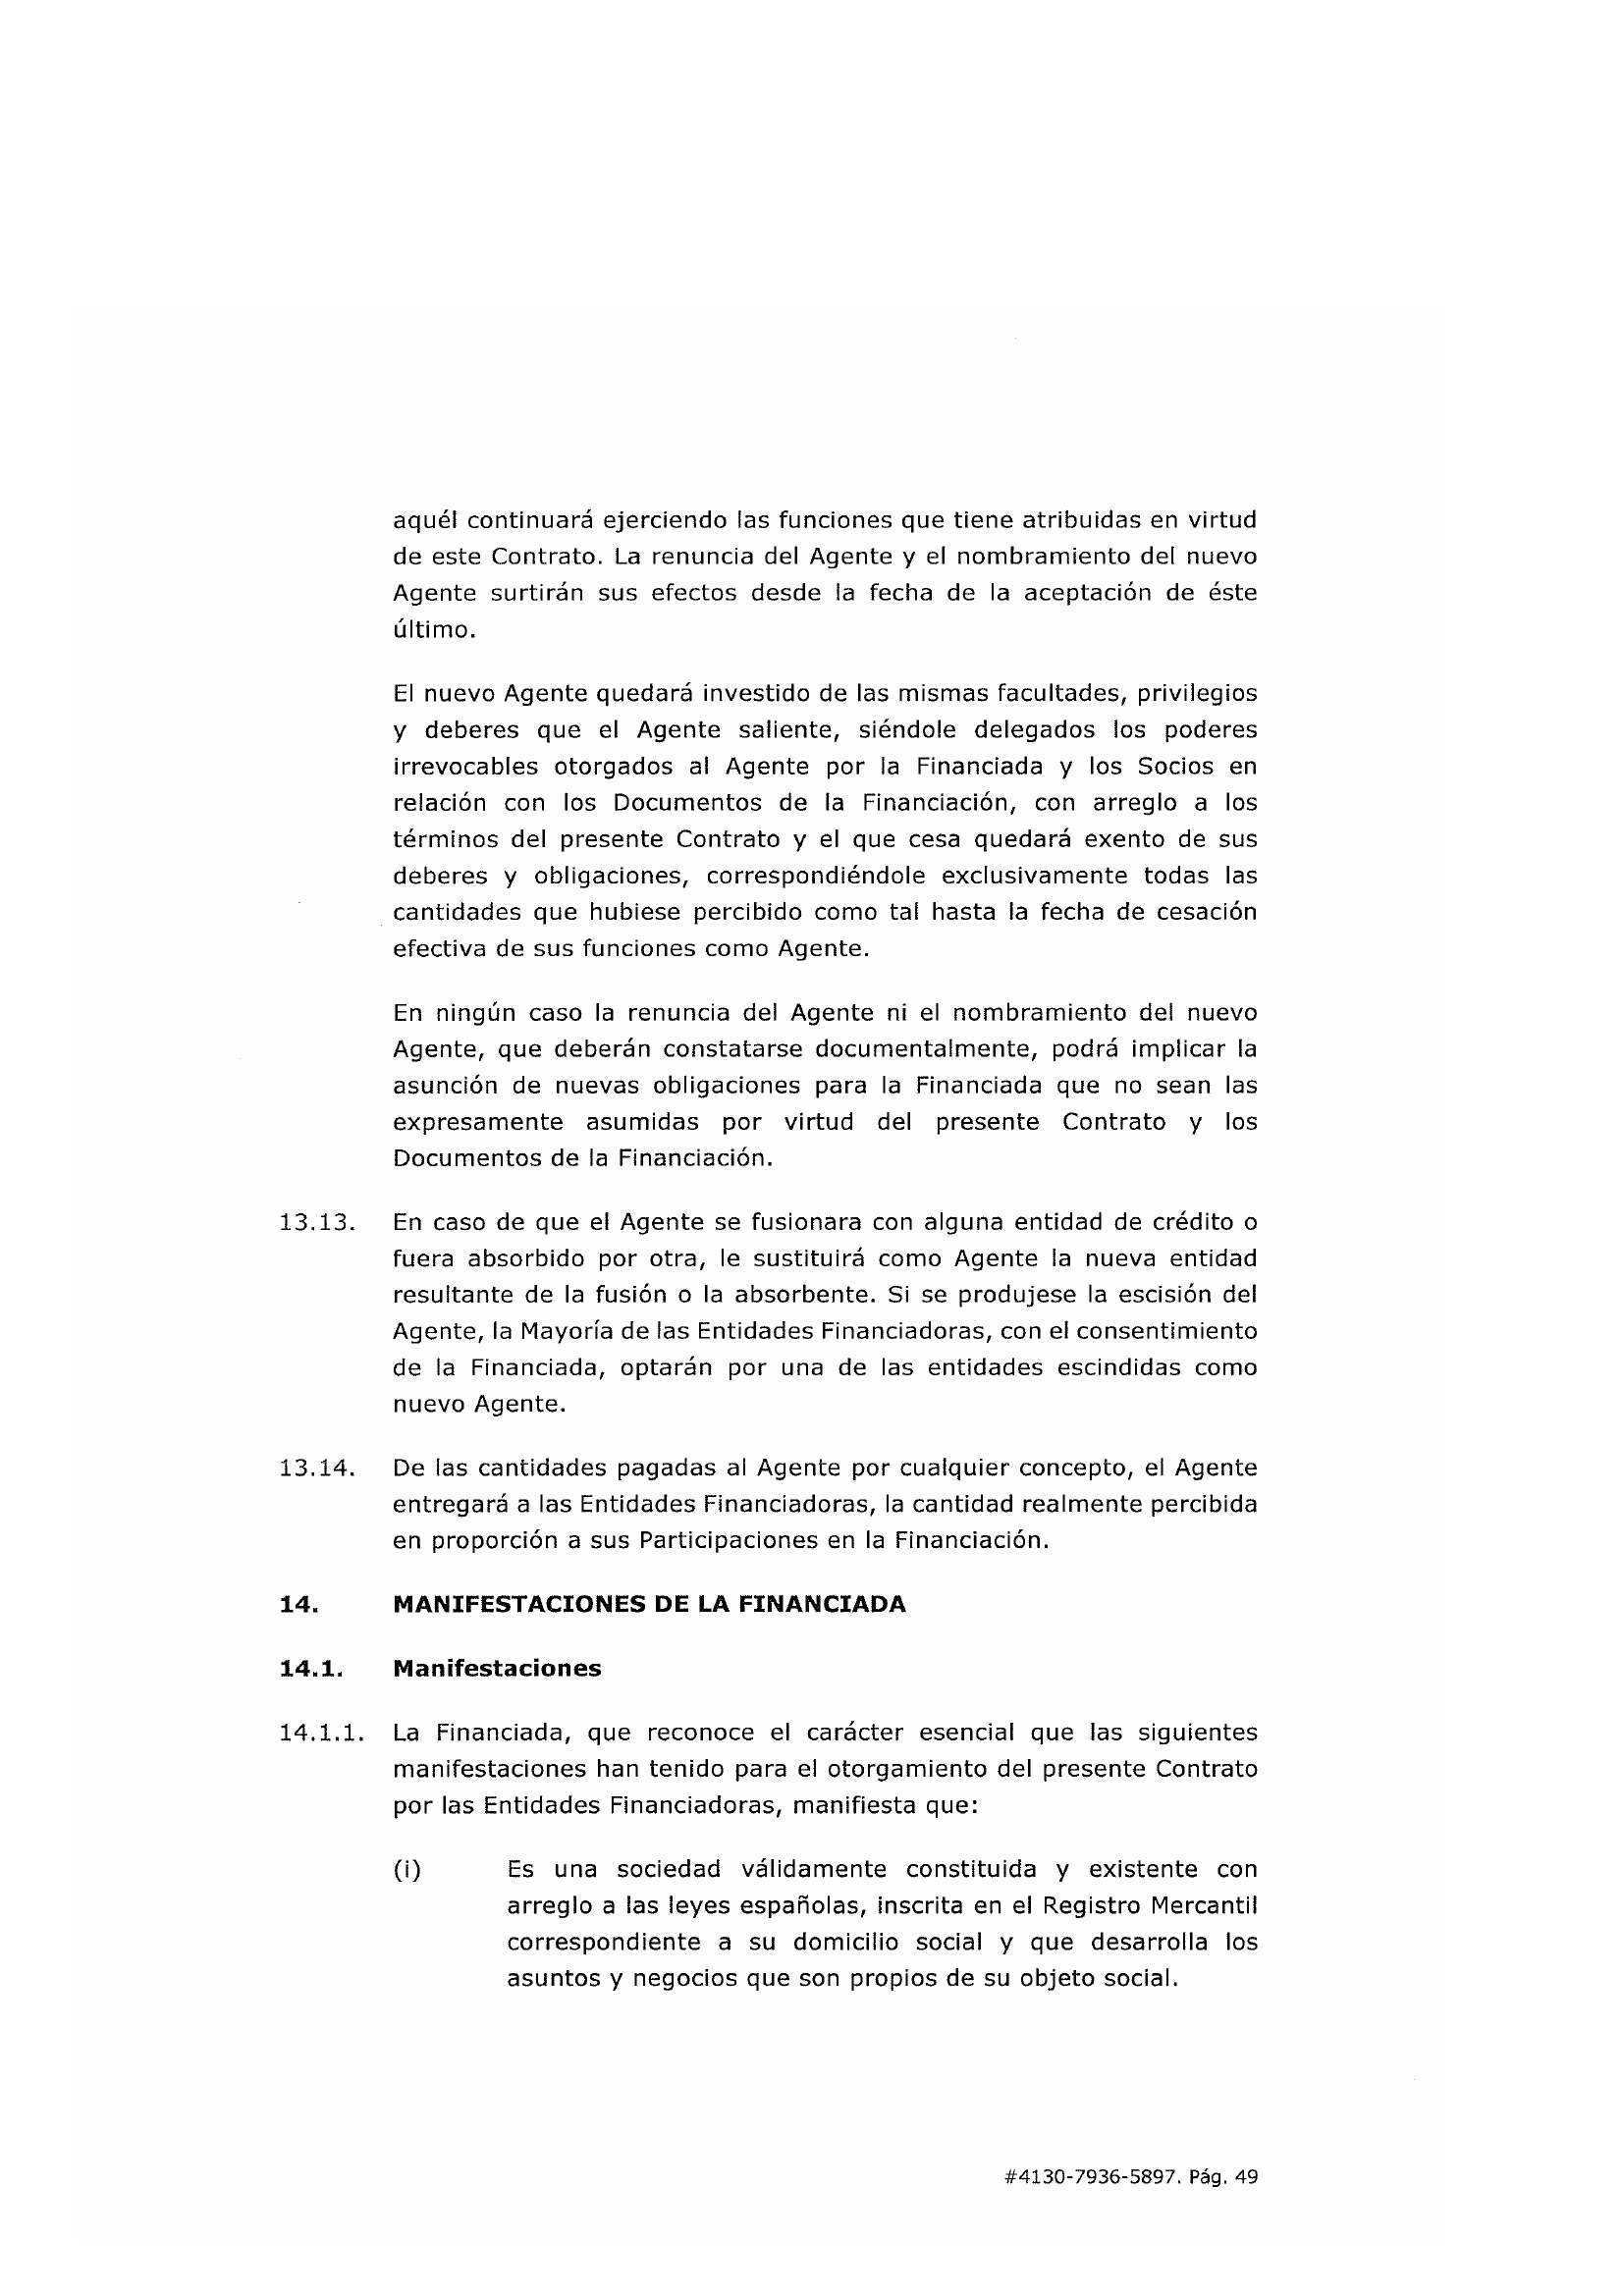 aquél continuará ejerciendo las funciones que tiene atribuidas en virtud
de este Contrato. La renuncia del Agente y el nombramiento del nuevo
Agente surtirán sus efectos desde la fecha de la aceptación de éste
último.
El nuevo Agente quedará investido de las mismas facultades, privilegios
y deberes que el Agente saliente, siéndole delegados los poderes
irrevocables otorgados al Agente por la Financiada y los Socios en
relación con los Documentos de la Financiación, con arreglo a los
términos del presente Contrato y el que cesa quedará exento de sus
deberes y obligaciones, correspondiéndole exclusivamente todas las
cantidades que hubiese percibido como tal hasta la fecha de cesación
efectiva de sus funciones como Agente.
En ningún caso la renuncia del Agente ni el nombramiento del nuevo
Agente, que deberán constatarse documentalmente, podrá implicar la
asunción de nuevas obligaciones para la Financiada que no sean las
expresamente asumidas por virtud del presente Contrato y los
Documentos de la Financiación.
13.13. En caso de que el Agente se fusionara con alguna entidad de crédito o
fuera absorbido por otra, le sustituirá como Agente la nueva entidad
resultante de la fusión o la absorbente. Si se produjese la escisión del
Agente, la Mayoría de las Entidades Financiadoras, con el consentimiento
de la Financiada, optarán por una de las entidades escindidas como
nuevo Agente.
13.14. De las cantidades pagadas al Agente por cualquier concepto, el Agente
entregará a las Entidades Financiadoras, la cantidad realmente percibida
en proporción a sus Participaciones en la Financiación.
14. MANIFESTACIONES DE LA FINANCIADA
14.1. Manifestaciones
14.1.1. La Financiada, que reconoce el carácter esencial que las siguientes
manifestaciones han tenido para el otorgamiento del presente Contrato
por las Entidades Financiadoras, manifiesta que:
(i) Es una sociedad válidamente constituida y existente con
arreglo a las leyes españolas, inscrita en el Registro Mercantil
correspondiente a su domicilio social y que desarrolla los
asuntos y negocios que son propios de su objeto social.
#4130-7936-5897. Pág. 49